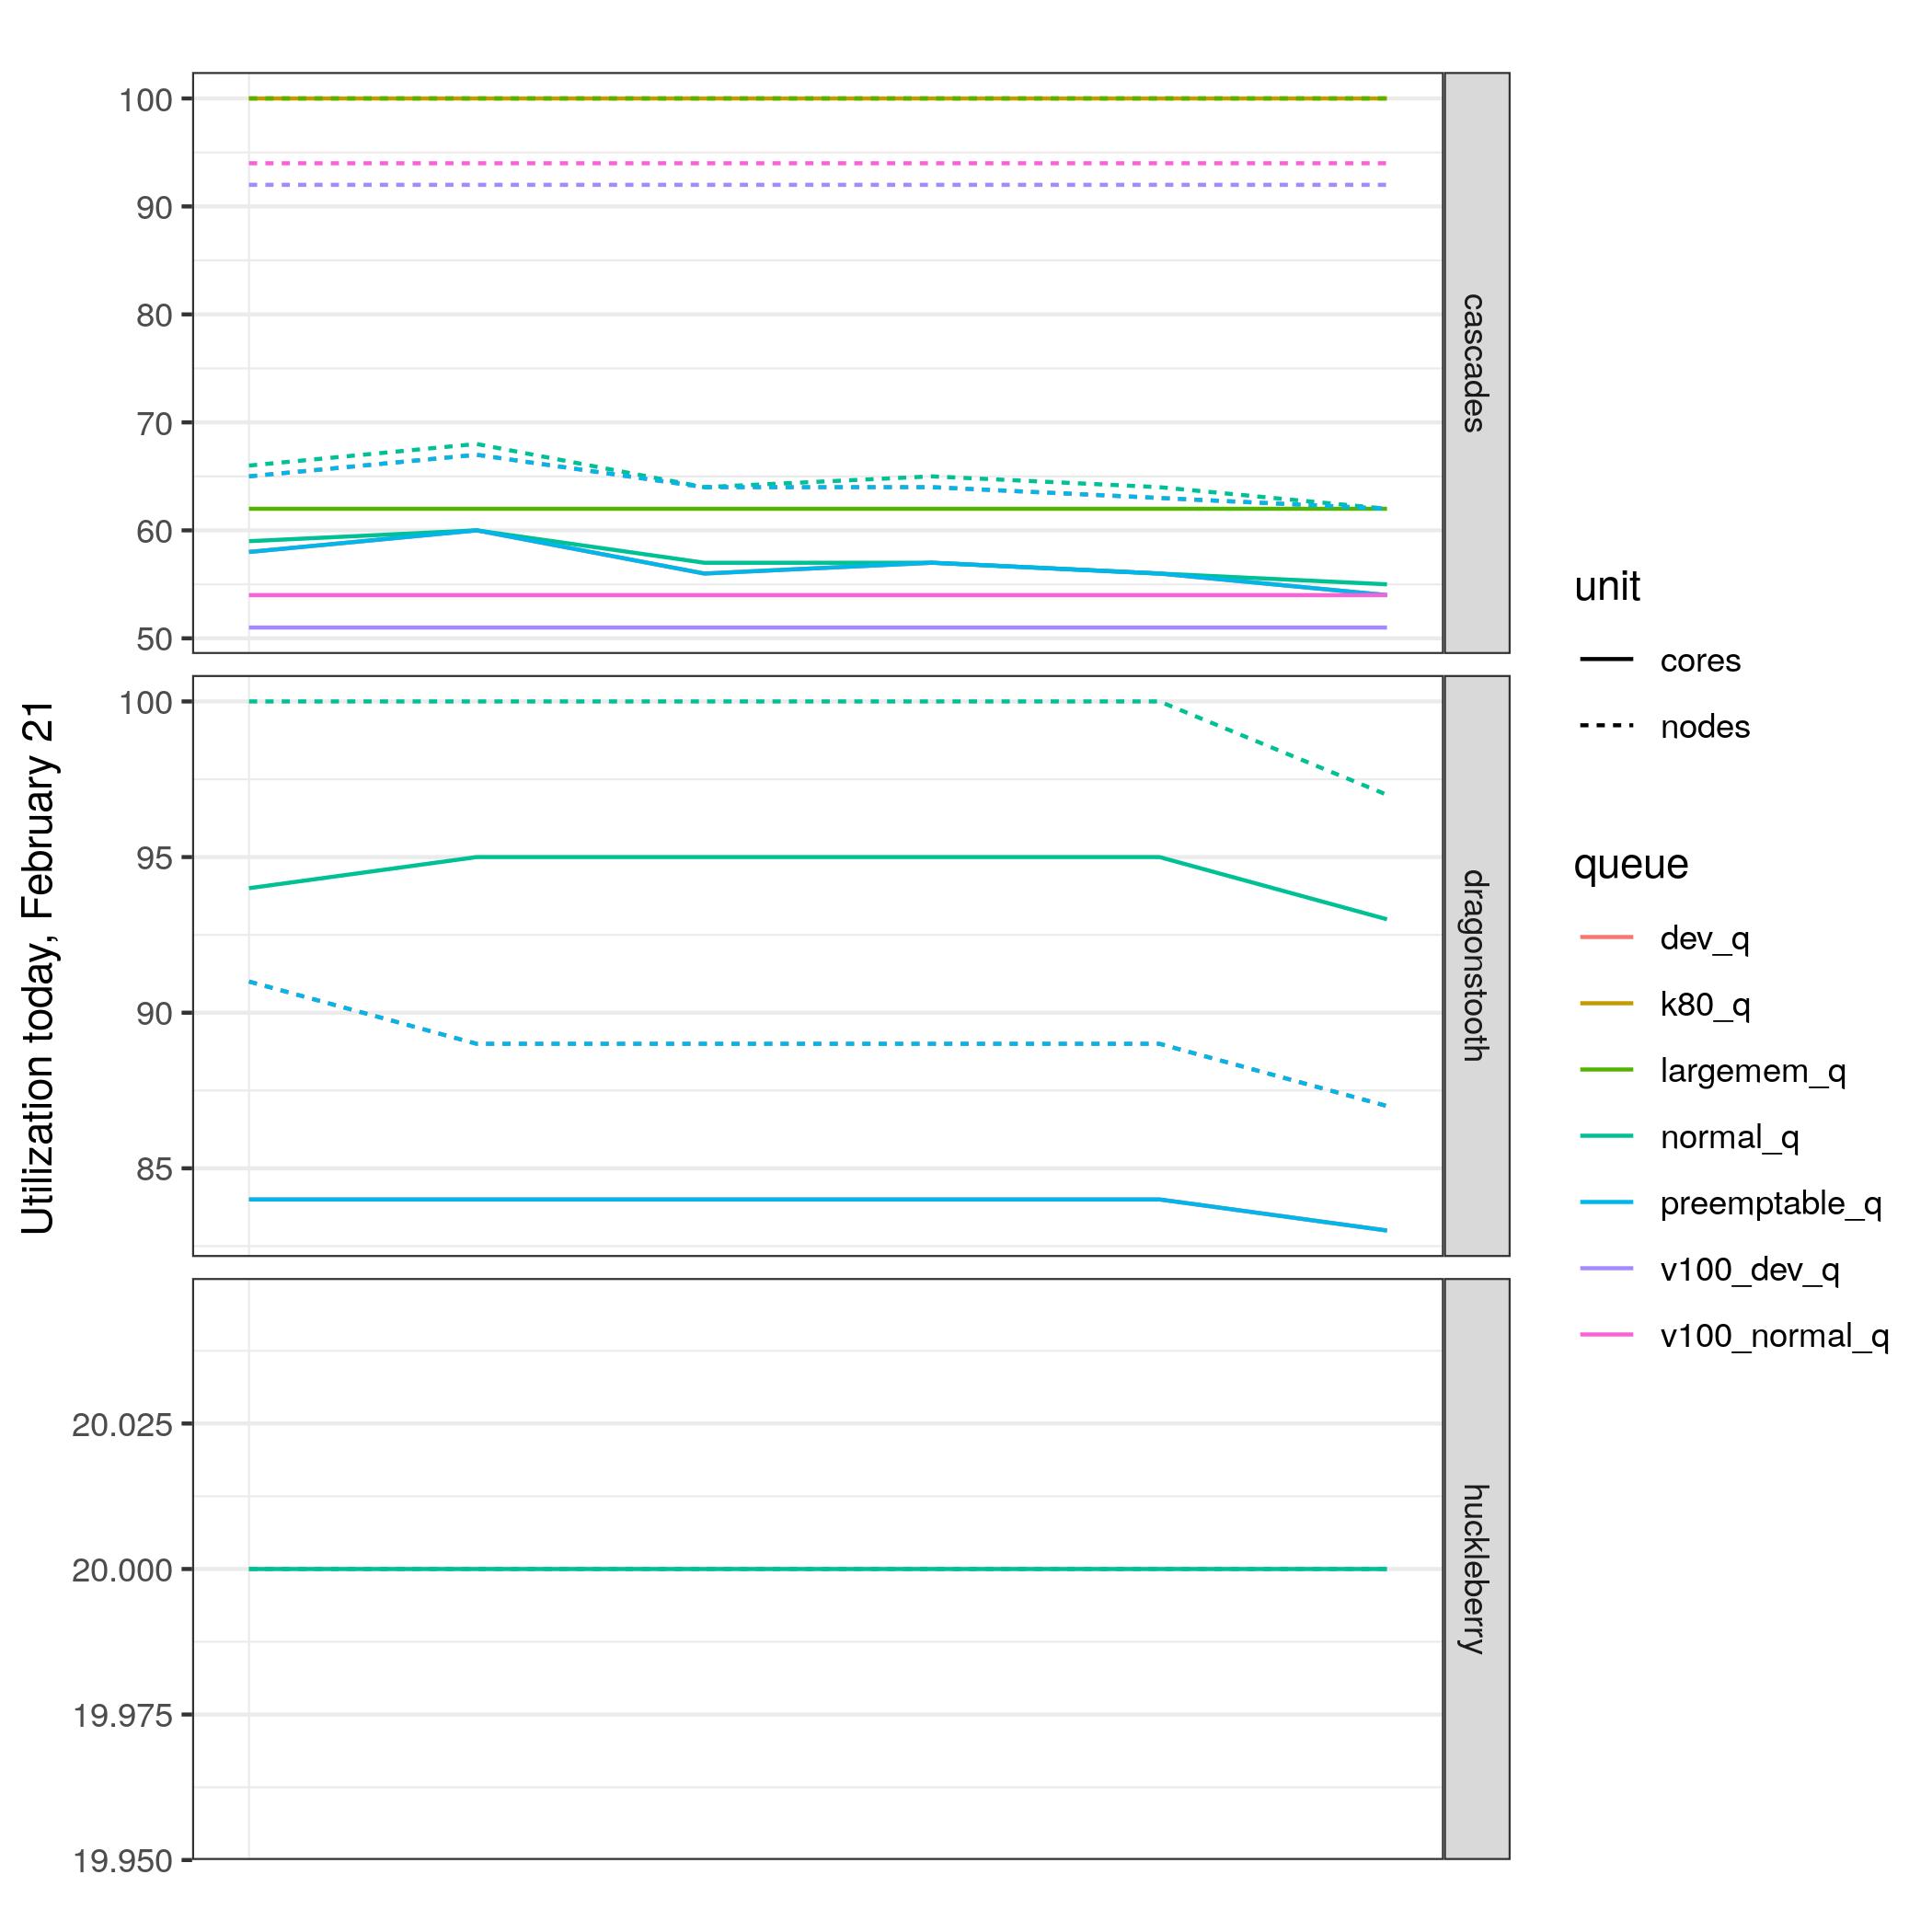 Utilization today, February 21
100
90
80
70
60
50
cascades
100
95
90
85
dragonstooth
20.025
20.000
19.975
19.950
huckleberry
unit
cores
nodes
queue
dev_q
k80_q
largemem_q
normal_q
preemptable_q
v100_dev_q
v100_normal_q